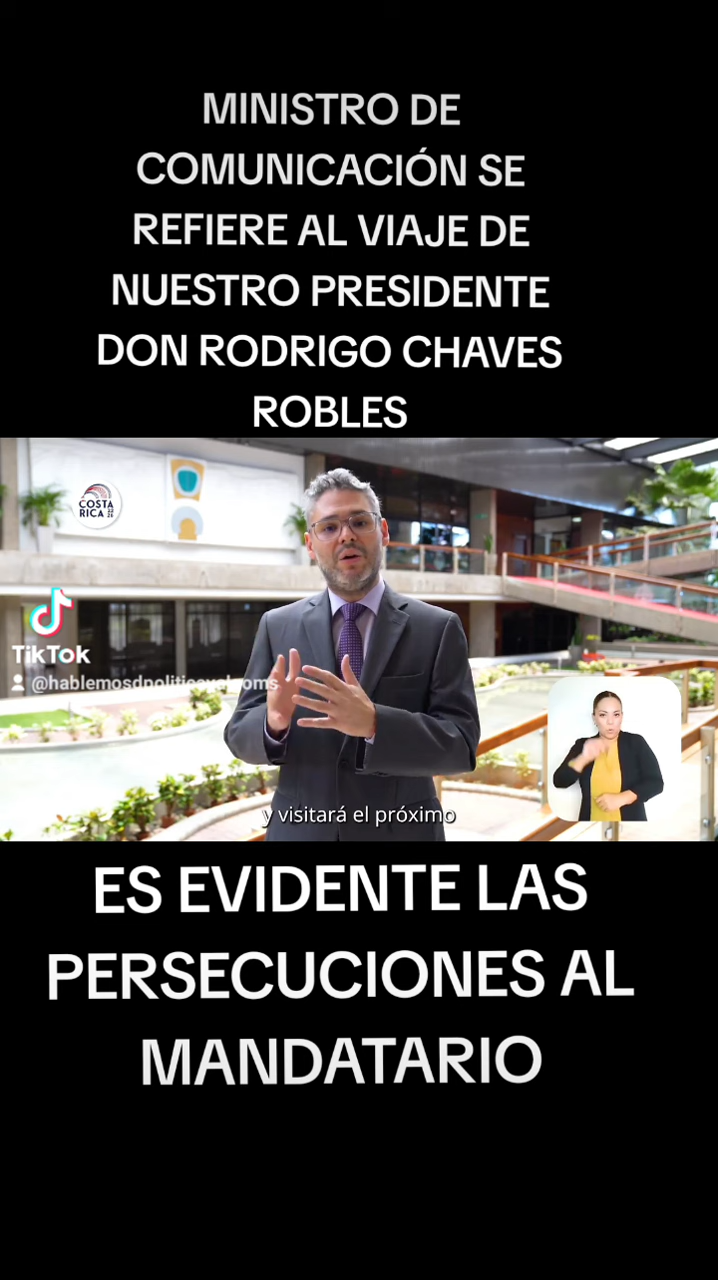 MINISTRO DE
COMUNICACIÓN SE
REFIERE AL VIAJE DE
NUESTRO PRESIDENTE
DON RODRIGO CHAVES
ROBLES
COSTA
RICA
TikTok
y visitará el próximo
ES EVIDENTE LAS
PERSECUCIONES AL
MANDATARIO